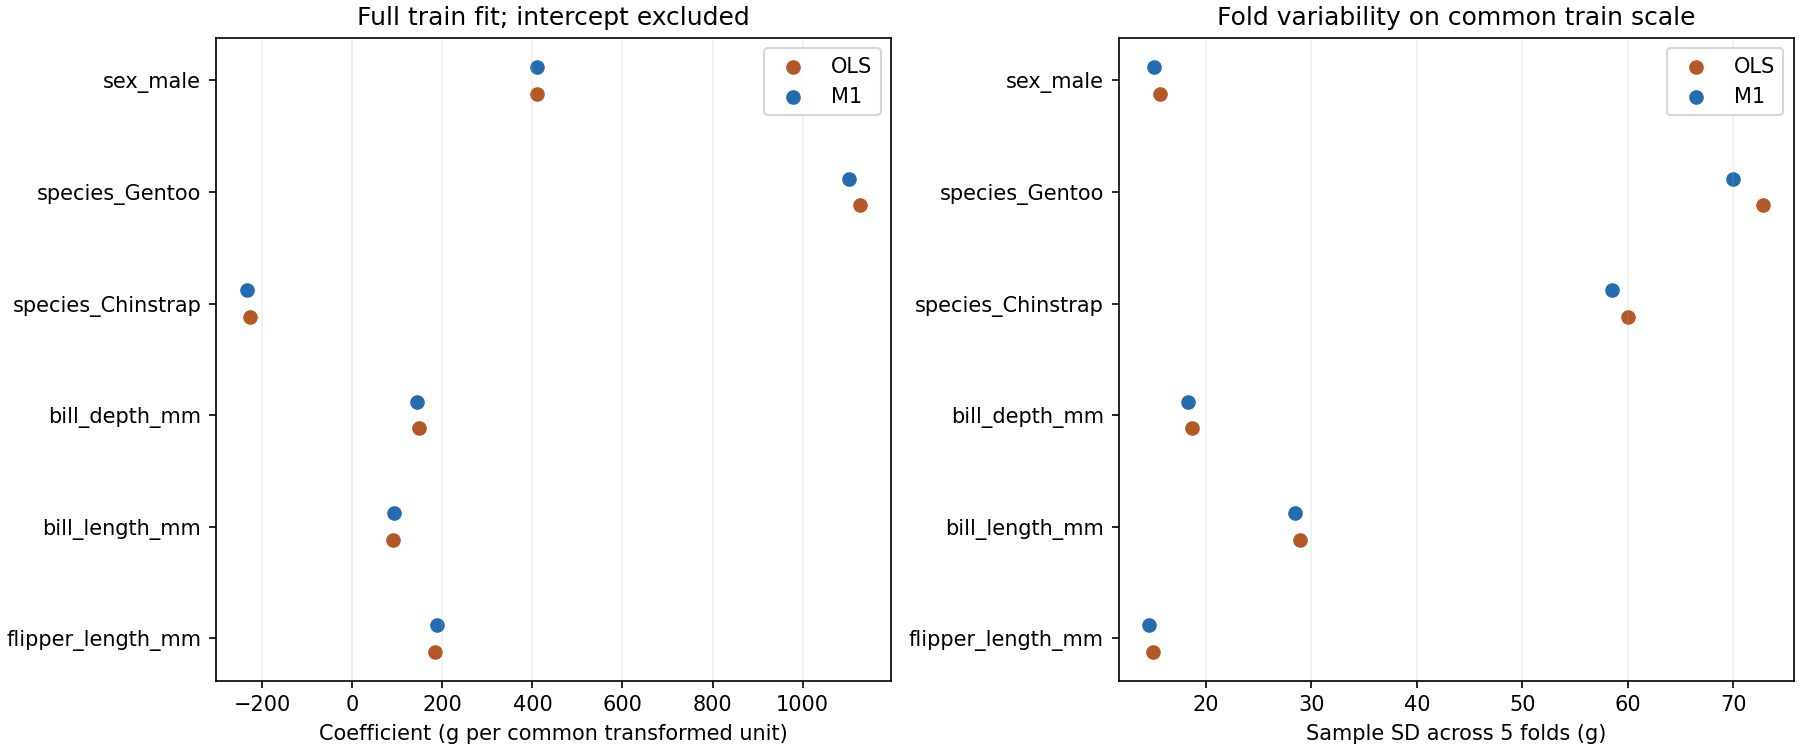 Full train fit; intercept excluded
OLS
M1
sex_male
species_Gentoo
species_Chinstrap
bill_depth_mm
bill_length_mm
flipper_length_mm
−200 0 200 400 600 800 1000
Coefficient (g per common transformed unit)
Fold variability on common train scale
OLS
M1
sex_male
species_Gentoo
species_Chinstrap
bill_depth_mm
bill_length_mm
flipper_length_mm
20 30 40 50 60 70
Sample SD across 5 folds (g)